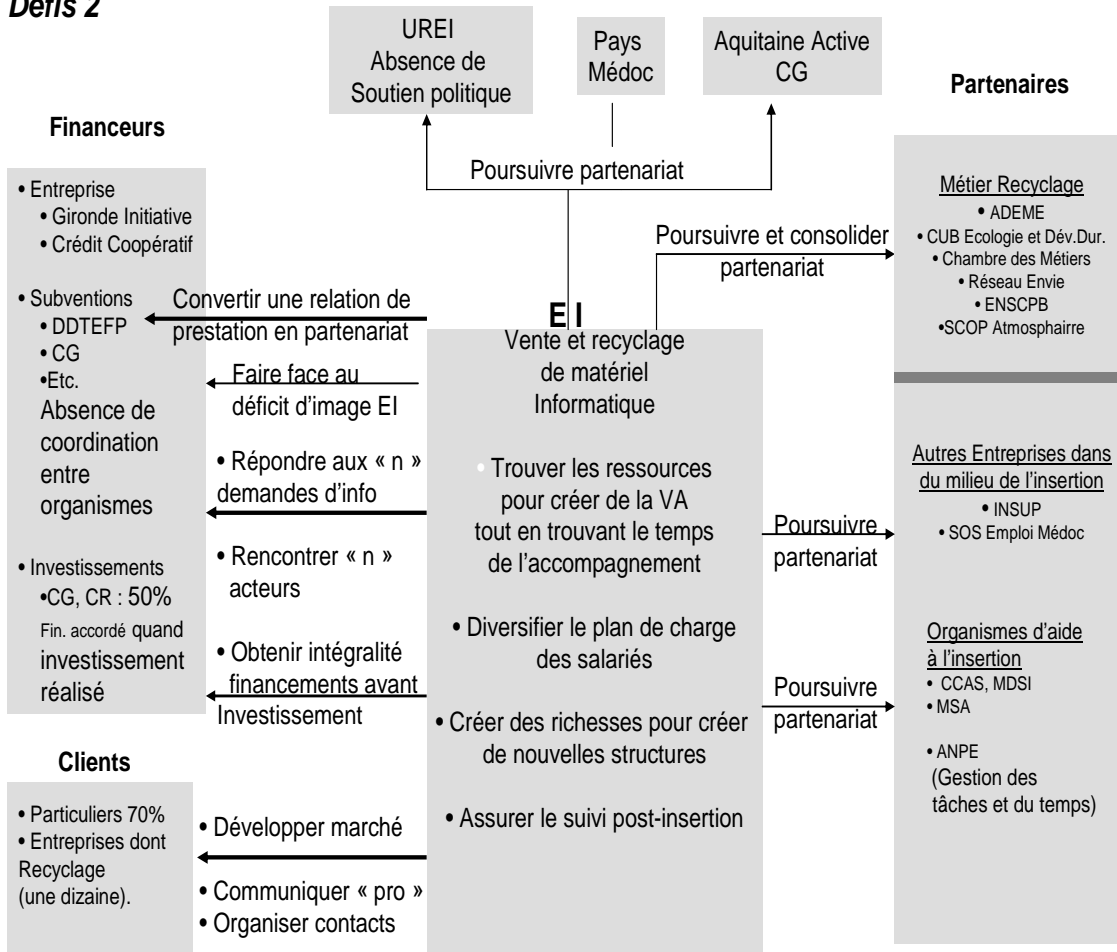 Défis 2
UREI
Absence de
Soutien politique
Pays
Médoc
Aquitaine Active
CG
Poursuivre partenariat
Financeurs
• Entreprise
• Gironde Initiative
• Crédit Coopératif
• Subventions
• DDTEFP
• CG
•Etc.
Absence de
coordination
entre
organismes
• Investissements
•CG, CR : 50%
Fin. accordé quand
investissement
réalisé
Clients
• Particuliers 70%
• Entreprises dont
Recyclage
(une dizaine).
Convertir une relation de
prestation en partenariat
Faire face au
déficit d’image EI
• Répondre aux « n »
demandes d’info
• Rencontrer « n »
acteurs
• Obtenir intégralité
financements avant
Investissement
• Développer marché
• Communiquer « pro »
• Organiser contacts
E I
Vente et recyclage
de matériel
Informatique
• Trouver les ressources
pour créer de la VA
tout en trouvant le temps
de l’accompagnement
• Diversifier le plan de charge
des salariés
• Créer des richesses pour créer
de nouvelles structures
• Assurer le suivi post-insertion
Poursuivre et consolider
partenariat
Poursuivre
partenariat
Poursuivre
partenariat
Partenaires
Métier Recyclage
• ADEME
• CUB Ecologie et Dév.Dur.
• Chambre des Métiers
• Réseau Envie
• ENSCPB
•SCOP Atmosphairre
Autres Entreprises dans
du milieu de l’insertion
• INSUP
• SOS Emploi Médoc
Organismes d’aide
à l’insertion
• CCAS, MDSI
• MSA
• ANPE
(Gestion des
tâches et du temps)